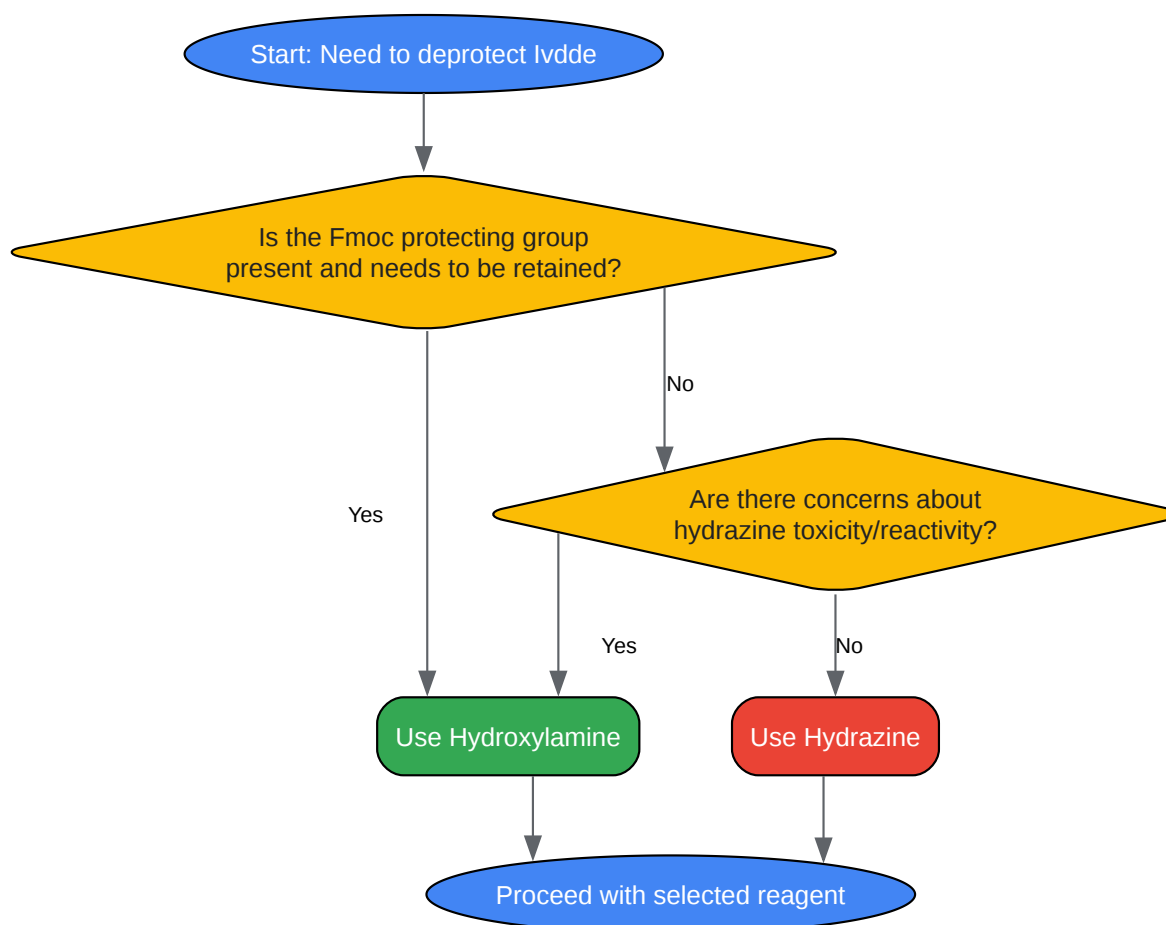 Start: Need to deprotect Ivdde
Is the Fmoc protecting group
present and needs to be retained?
No
Are there concerns about
hydrazine toxicity/reactivity?
Yes
Yes
No
Use Hydroxylamine
Use Hydrazine
Proceed with selected reagent